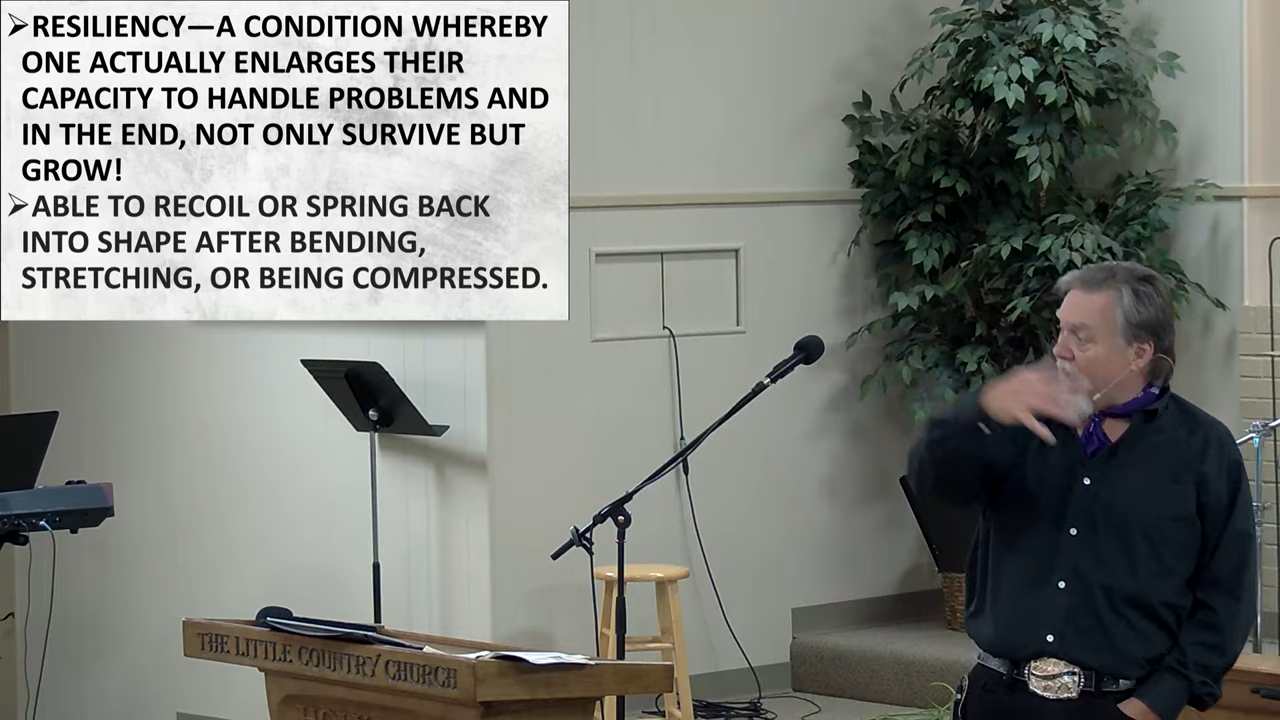 ➢RESILIENCY—A CONDITION WHEREBY
ONE ACTUALLY ENLARGES THEIR
CAPACITY TO HANDLE PROBLEMS AND
IN THE END, NOT ONLY SURVIVE BUT
GROW!
➢ABLE TO RECOIL OR SPRING BACK
INTO SHAPE AFTER BENDING,
STRETCHING, OR BEING COMPRESSED.
THE LITTLE COUNTRY CHURCH